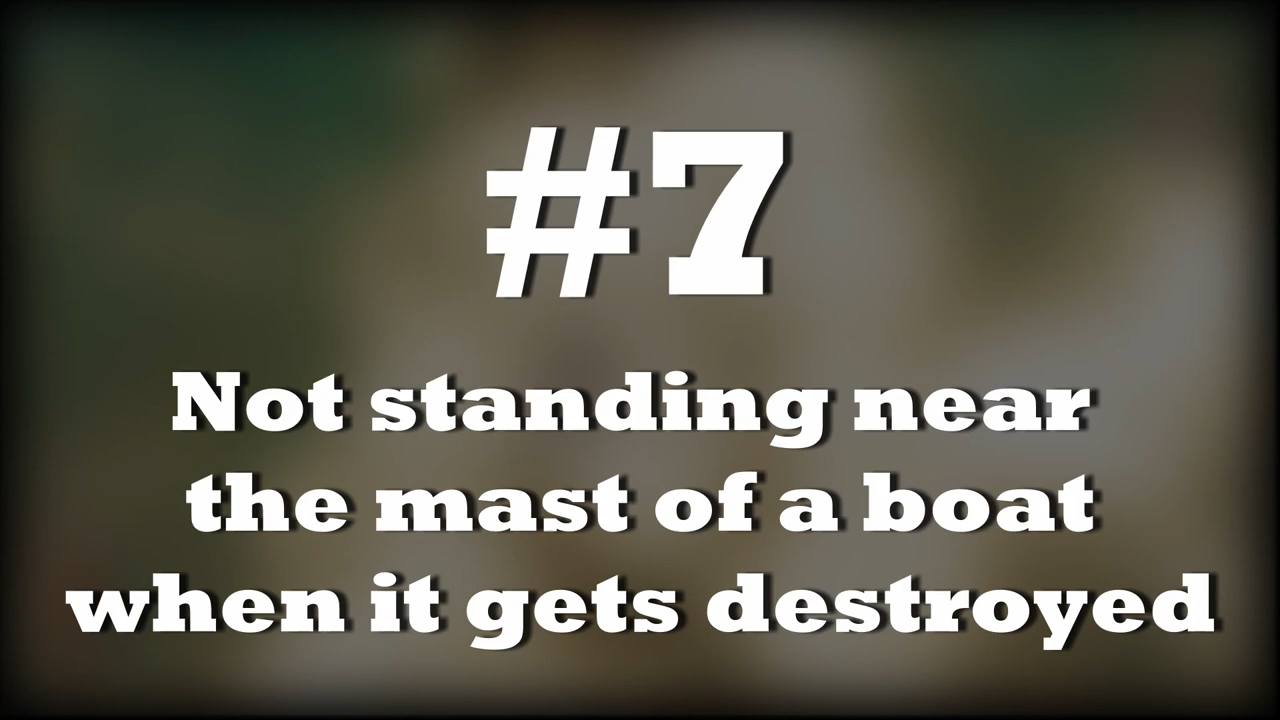 #7
Not standing near
the mast of a boat
when it gets destroyed